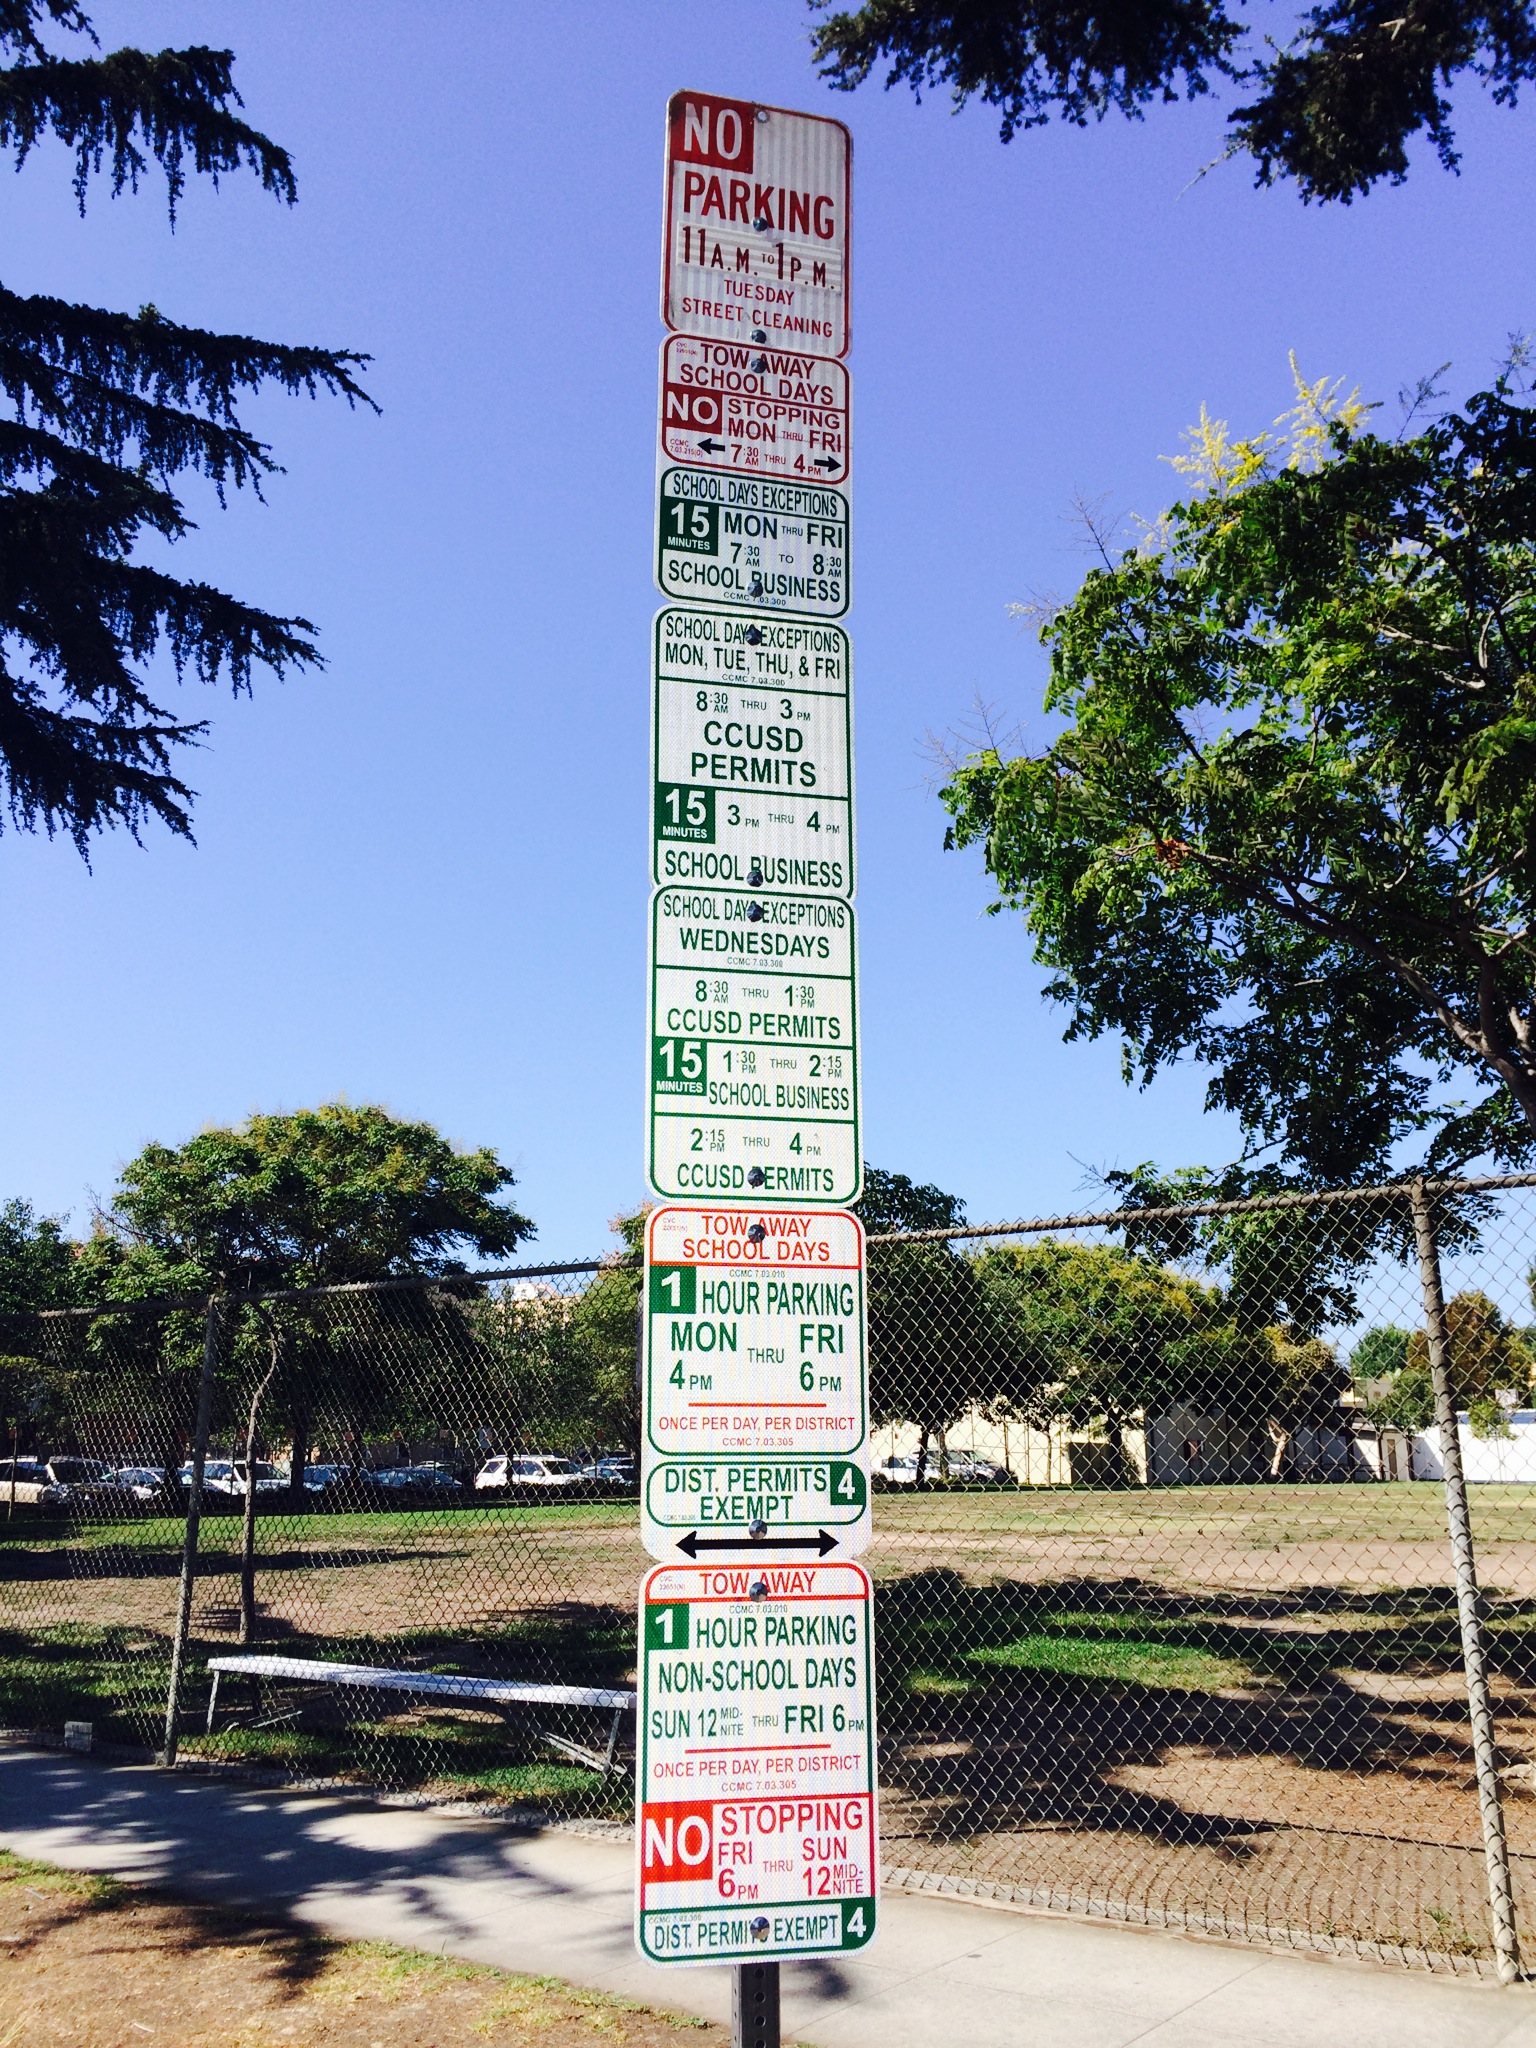 NO
PARKING
11 A.M. TO 1 P.M.
TUESDAY
STREET CLEANING
TOW AWAY
SCHOOL DAYS
NO STOPPING
MON THRU FRI
7:30 AM THRU 4 PM
SCHOOL DAYS EXCEPTIONS
15 MINUTES MON THRU FRI
7:30 AM TO 8:30 AM
SCHOOL BUSINESS
CCMC 7.03.300
SCHOOL DAYS EXCEPTIONS
MON, TUE, THU, & FRI
CCMC 7.03.300
8:30 AM THRU 3 PM
CCUSD
PERMITS
15 MINUTES 3 PM THRU 4 PM
SCHOOL BUSINESS
SCHOOL DAYS EXCEPTIONS
WEDNESDAYS
CCMC 7.03.300
8:30 AM THRU 1:30 PM
CCUSD PERMITS
15 MINUTES 1:30 PM THRU 2:15 PM
SCHOOL BUSINESS
2:15 PM THRU 4 PM
CCUSD PERMITS
TOW AWAY
SCHOOL DAYS
CCMC 7.03.010
1 HOUR PARKING
MON THRU FRI
4 PM 6 PM
ONCE PER DAY, PER DISTRICT
CCMC 7.03.305
DIST. PERMITS 4
EXEMPT
CVC 22651(N)
TOW AWAY
CCMC 7.03.010
1 HOUR PARKING
NON-SCHOOL DAYS
SUN 12 MID-NITE THRU FRI 6 PM
ONCE PER DAY, PER DISTRICT
CCMC 7.03.305
NO STOPPING
FRI THRU SUN
6 PM 12 MID-NITE
DIST. PERMIT EXEMPT 4